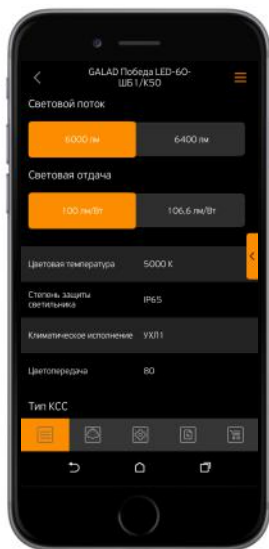 GALAD Победа LED-60-
ШБ1/К50
Световой поток
6000 лм
6400 лм
Световая отдача
100 лм/Вт
106,6 лм/Вт
Цветовая температура 5000 К
Степень защиты
светильника IP65
Климатическое исполнение УХЛ1
Цветопередача 80
Тип КСС